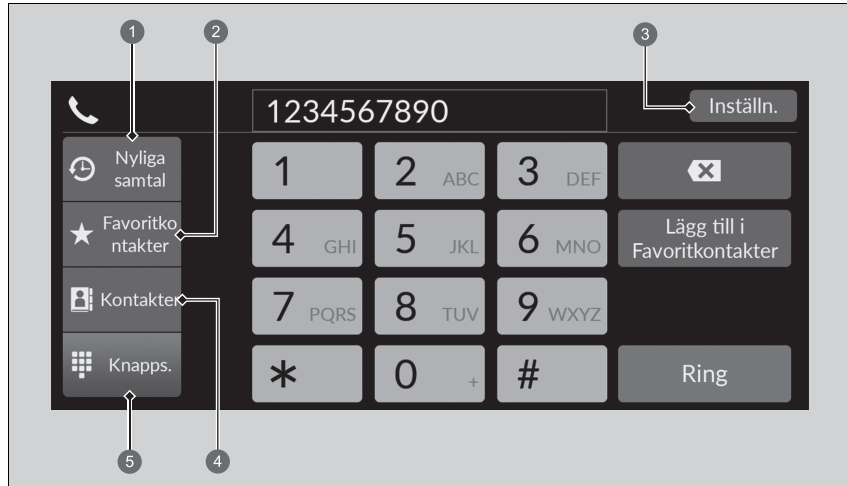 1
2
3
1234567890
Inställn.
Nyliga
samtal
1
2 ABC
3 DEF
Favoritko
ntakter
4 GHI
5 JKL
6 MNO
Lägg till i
Favoritkontakter
Kontakter
7 PQRS
8 TUV
9 WXYZ
Knapps.
*
0 +
#
Ring
5
4